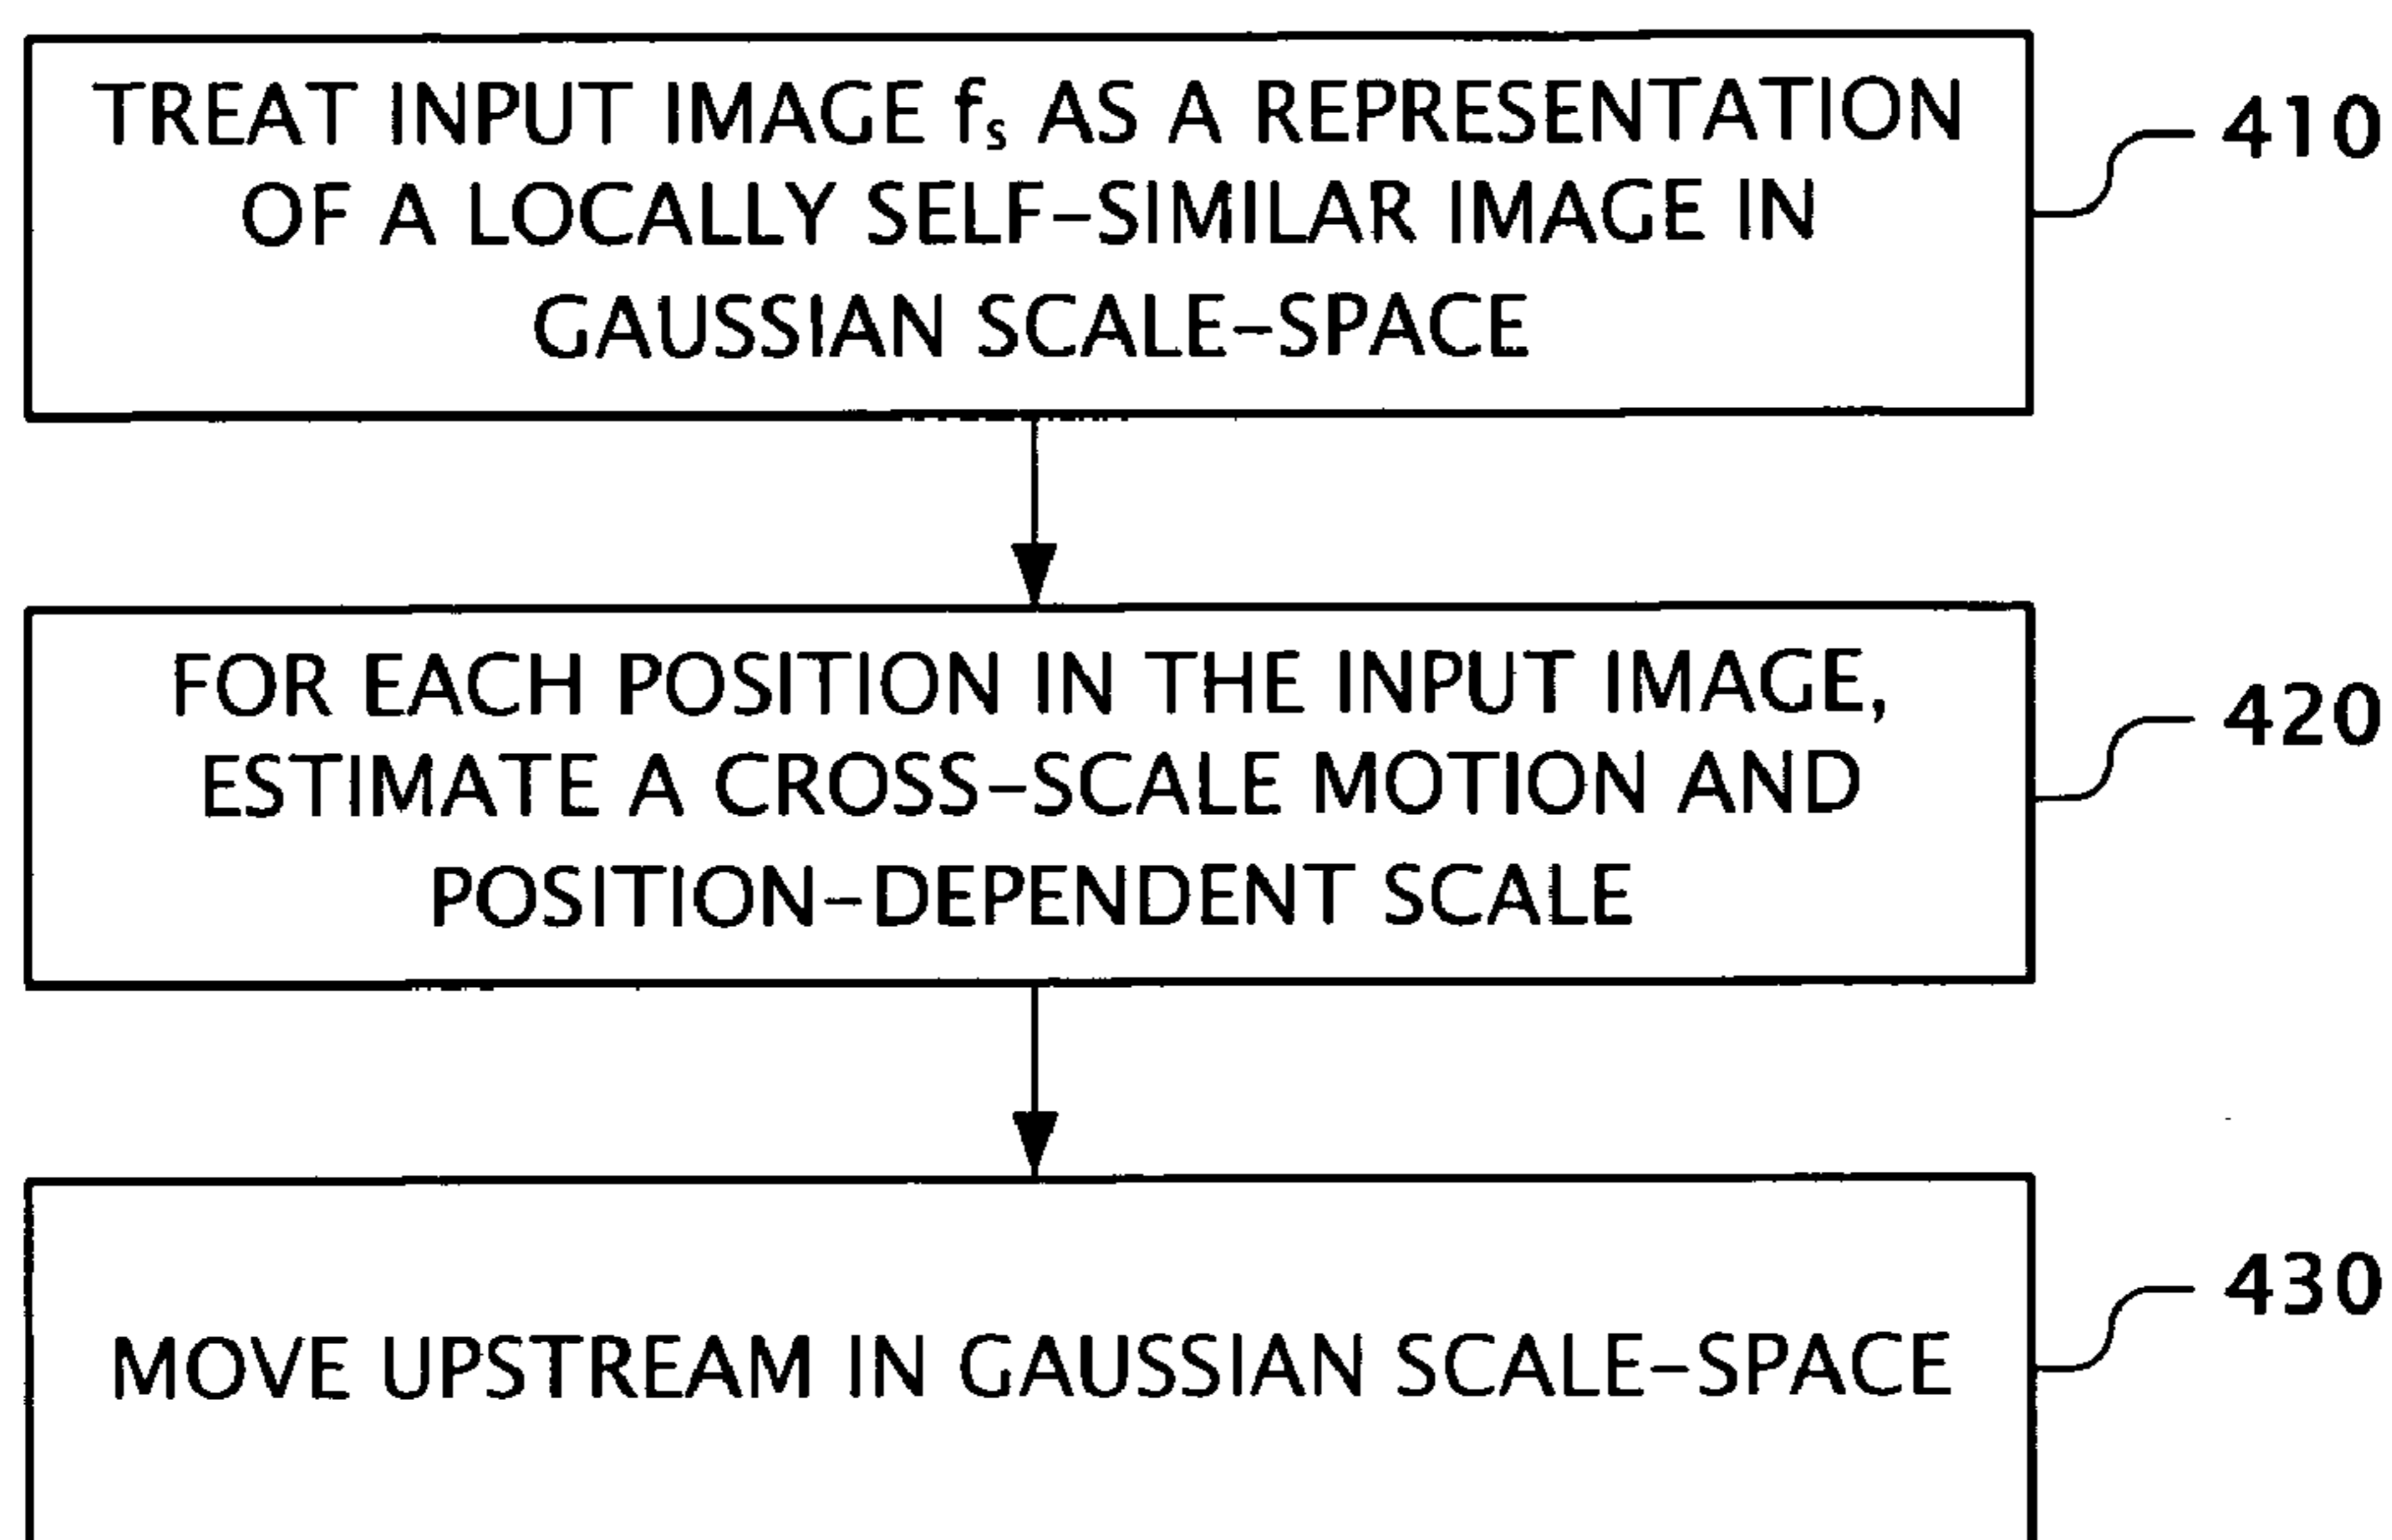 TREAT INPUT IMAGE fₛ AS A REPRESENTATION
OF A LOCALLY SELF-SIMILAR IMAGE IN
GAUSSIAN SCALE-SPACE
410
FOR EACH POSITION IN THE INPUT IMAGE,
ESTIMATE A CROSS-SCALE MOTION AND
POSITION-DEPENDENT SCALE
420
MOVE UPSTREAM IN GAUSSIAN SCALE-SPACE
430